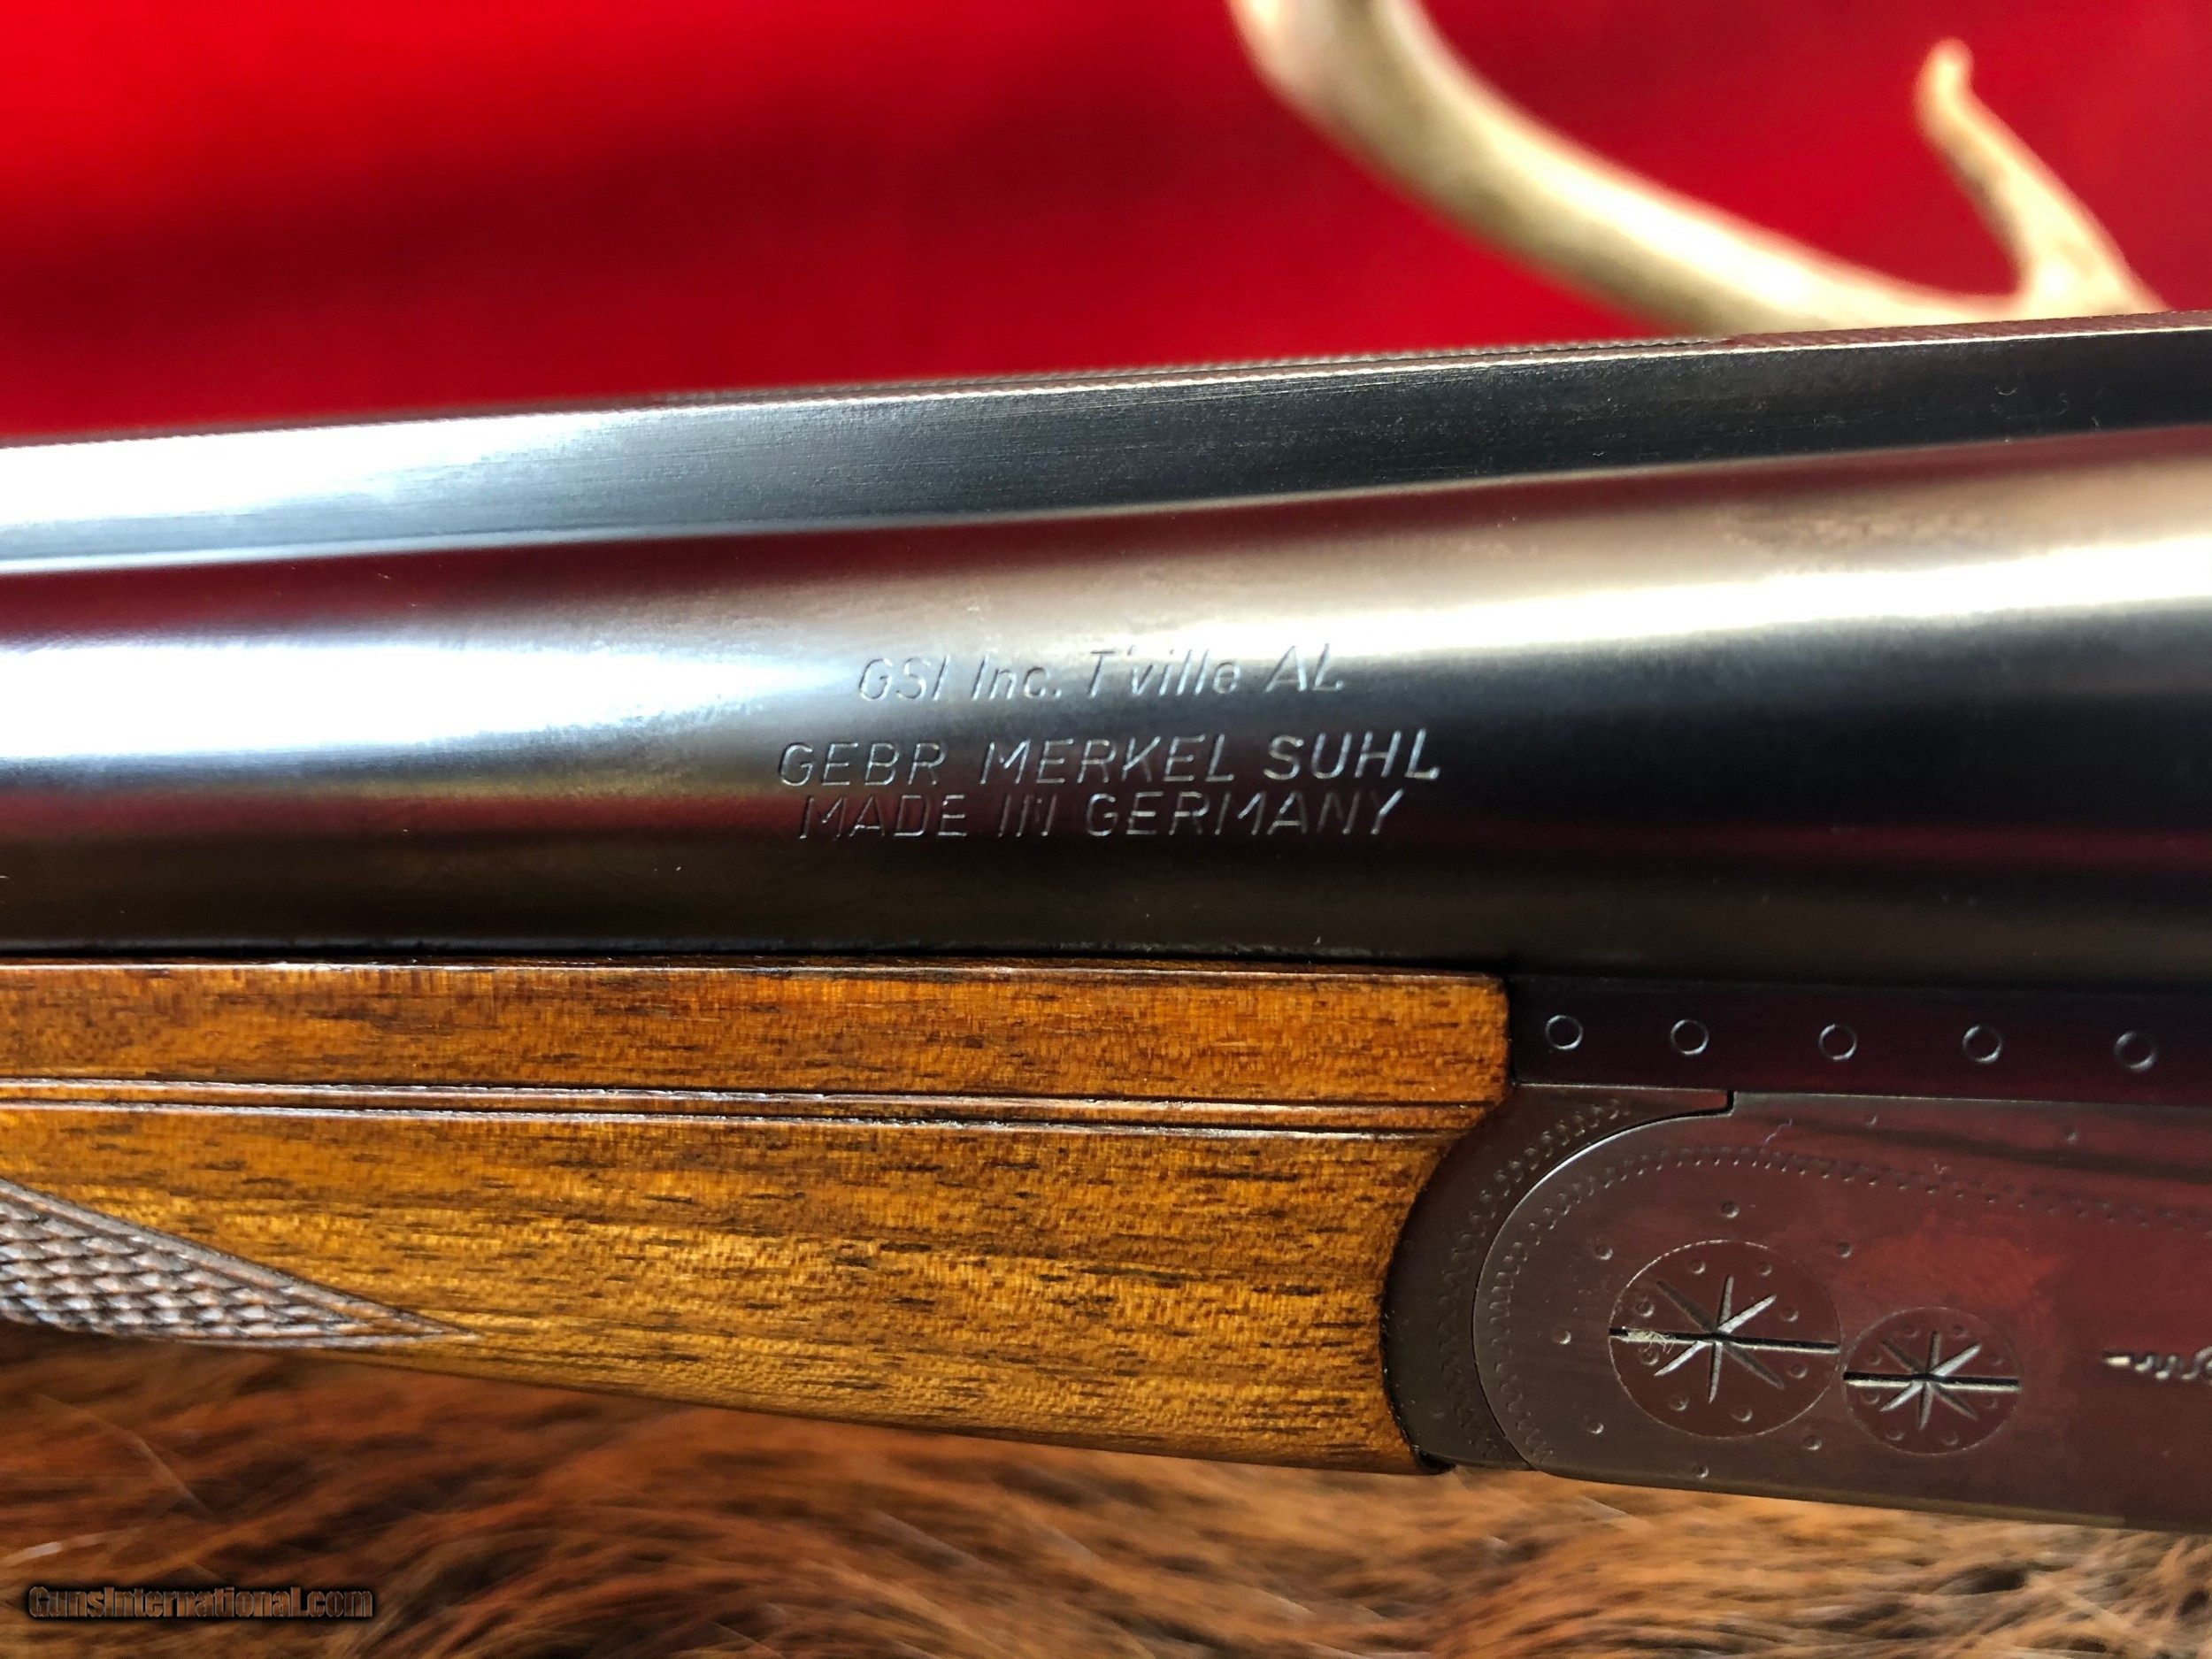 GSI Inc. T'ville AL
GEBR MERKEL SUHL
MADE IN GERMANY
GunsInternational.com